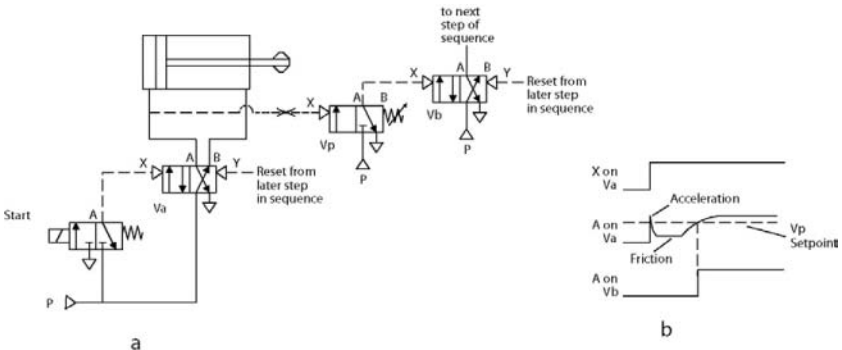 to next
step of
sequence
A B
X Y
Reset from
later step
in sequence
Vb
P
X A B
Vp
P
A B
X Y
Reset from
later step
in sequence
Va
Start
A
P
a
X on
Va
Acceleration
A on
Va
Vp
Setpoint
Friction
A on
Vb
b